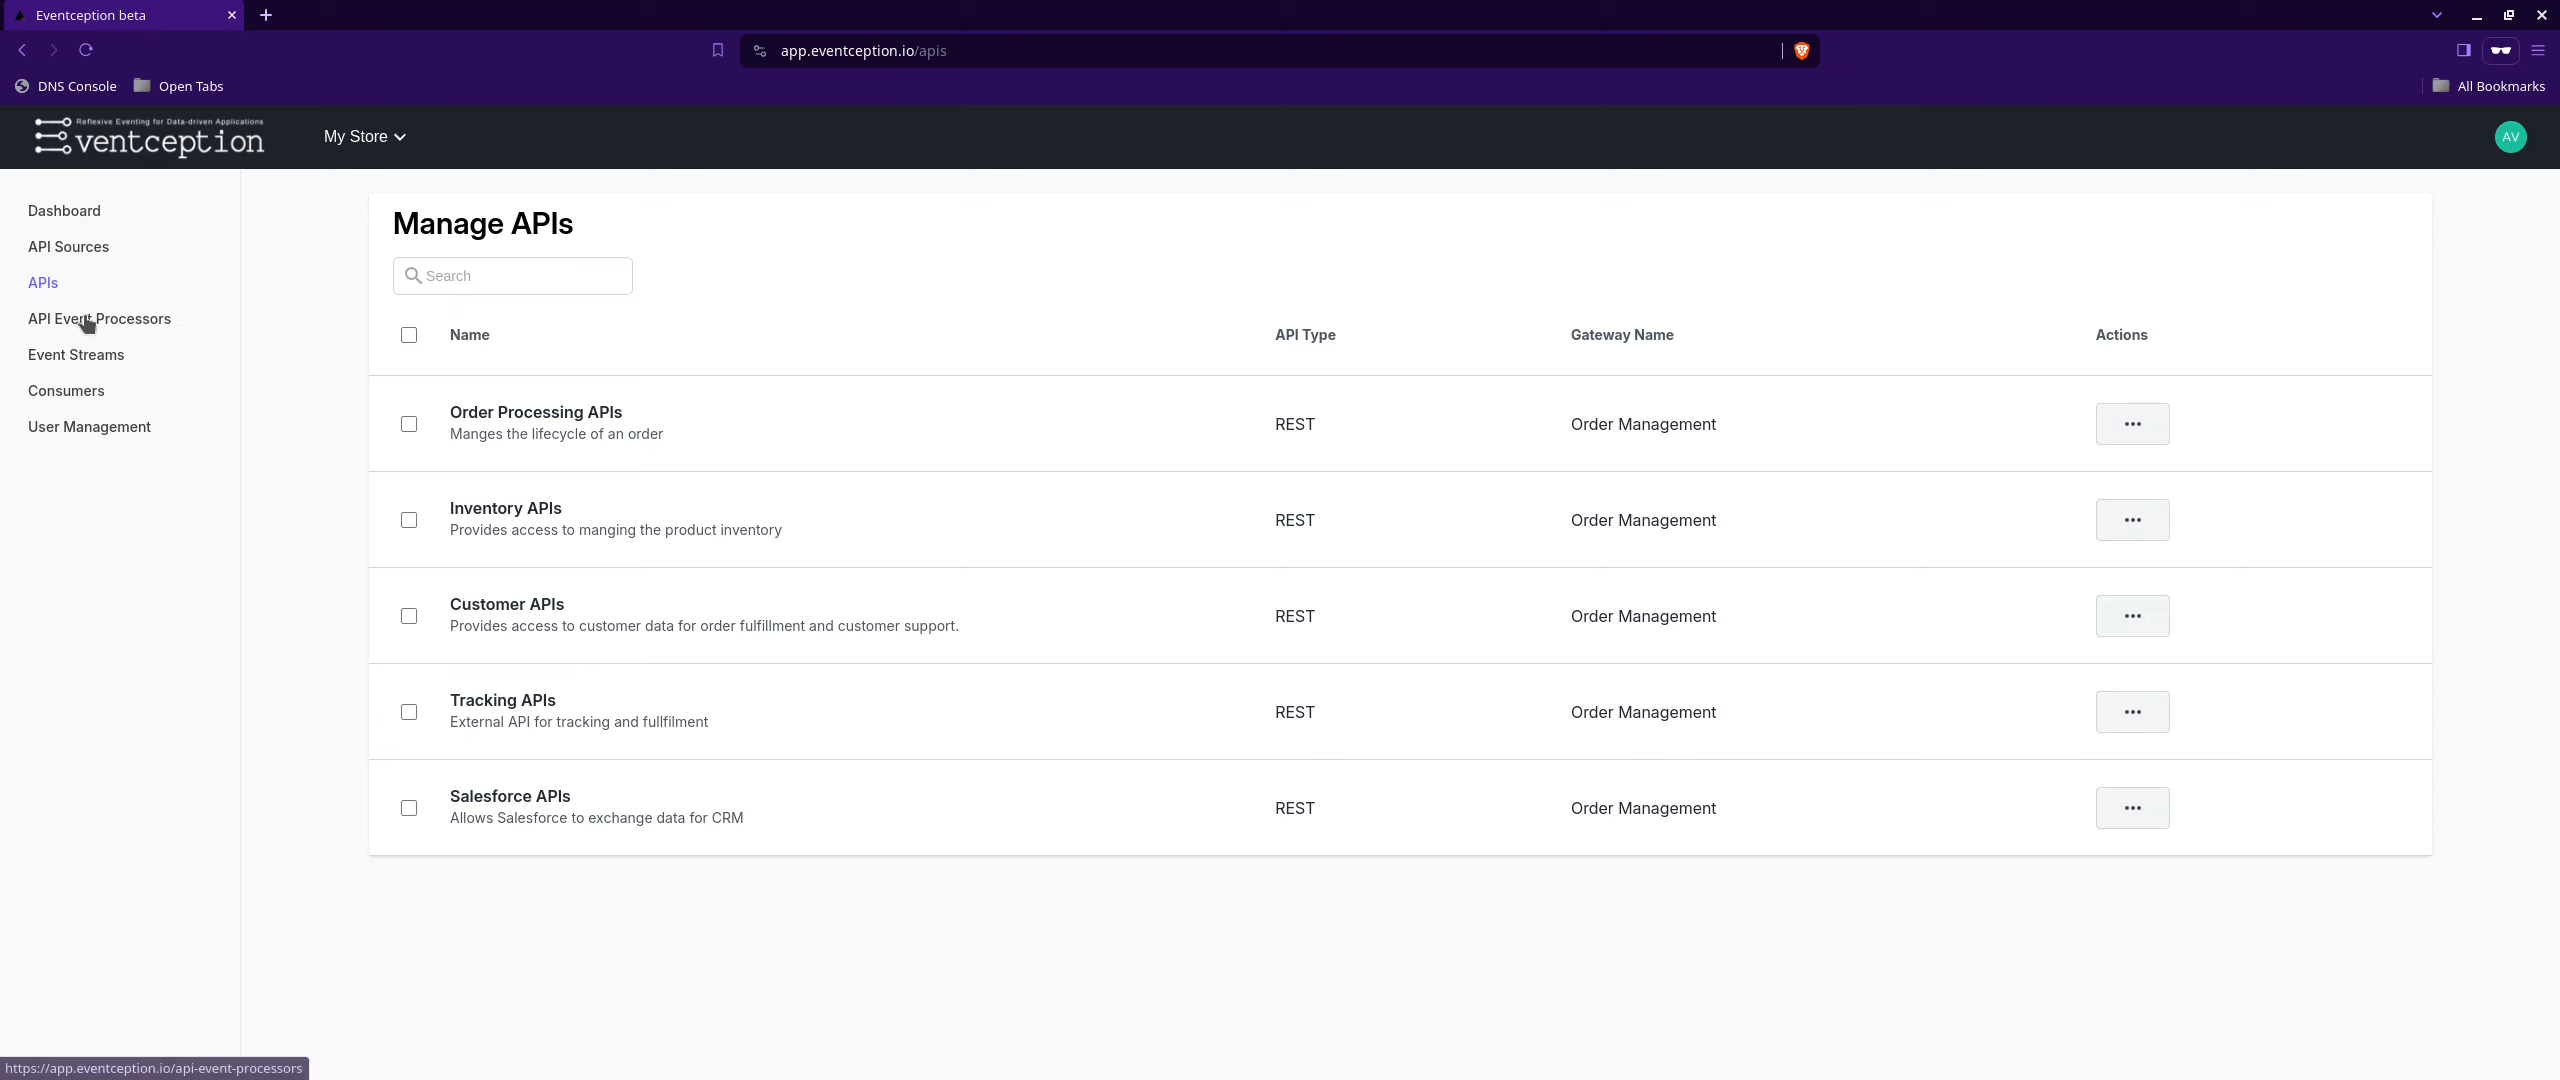 Eventception beta
app.eventception.io/apis
DNS Console
Open Tabs
All Bookmarks
Reflexive Eventing for Data-driven Applications
ventception
My Store
AV
Dashboard
API Sources
APIs
API Event Processors
Event Streams
Consumers
User Management
Manage APIs
Search
Name API Type Gateway Name Actions
Order Processing APIs
Manges the lifecycle of an order
REST
Order Management
Inventory APIs
Provides access to manging the product inventory
REST
Order Management
Customer APIs
Provides access to customer data for order fulfillment and customer support.
REST
Order Management
Tracking APIs
External API for tracking and fullfilment
REST
Order Management
Salesforce APIs
Allows Salesforce to exchange data for CRM
REST
Order Management
https://app.eventception.io/api-event-processors